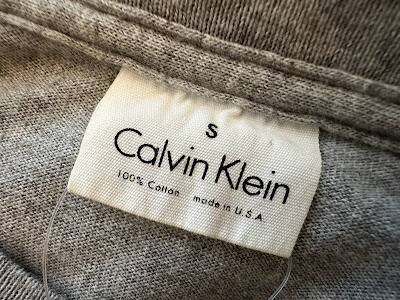 S
Calvin Klein
100% Cotton made in U.S.A.